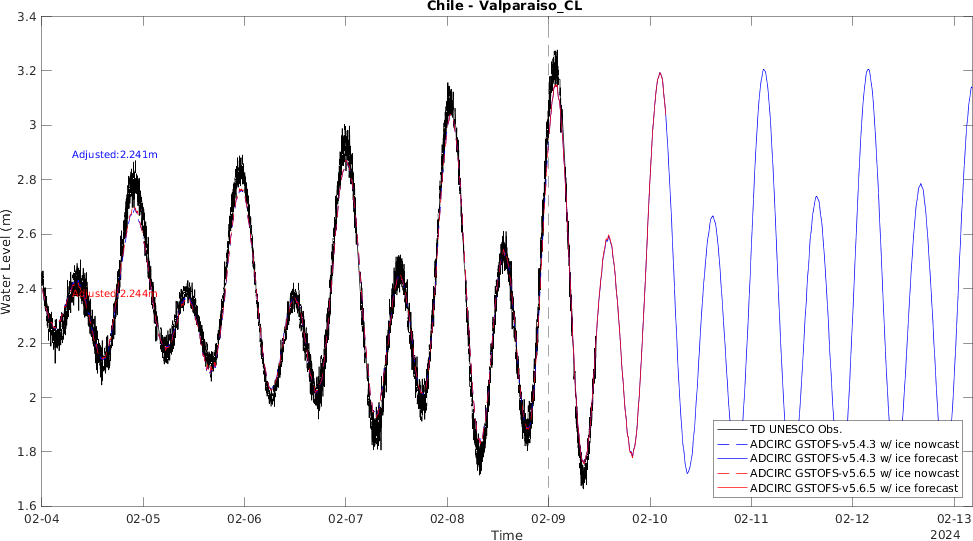 Chile - Valparaiso_CL
3.4
3.2
3
2.8
2.6
2.4
2.2
2
1.8
1.6
Water Level (m)
Adjusted:2.241m
Adjusted:2.244m
TD UNESCO Obs.
ADCIRC GSTOFS-v5.4.3 w/ ice nowcast
ADCIRC GSTOFS-v5.4.3 w/ ice forecast
ADCIRC GSTOFS-v5.6.5 w/ ice nowcast
ADCIRC GSTOFS-v5.6.5 w/ ice forecast
02-04 02-05 02-06 02-07 02-08 02-09 02-10 02-11 02-12 02-13
Time
2024